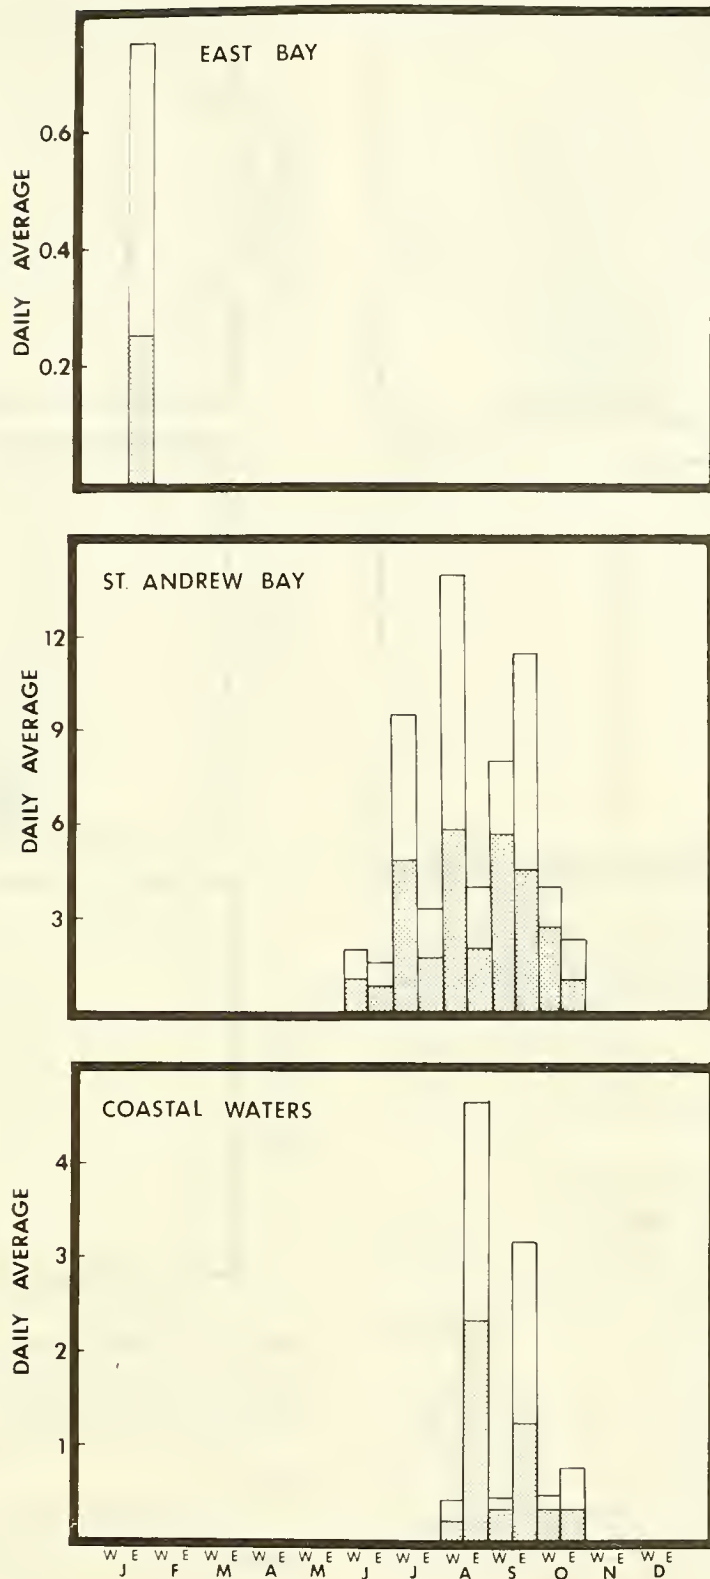 EAST BAY
DAILY AVERAGE
0.6
0.4
0.2
ST. ANDREW BAY
DAILY AVERAGE
12
9
6
3
COASTAL WATERS
DAILY AVERAGE
4
3
2
1
W E W E W E W E W E W E W E W E W E W E W E W E
J F M A M J J A S O N D